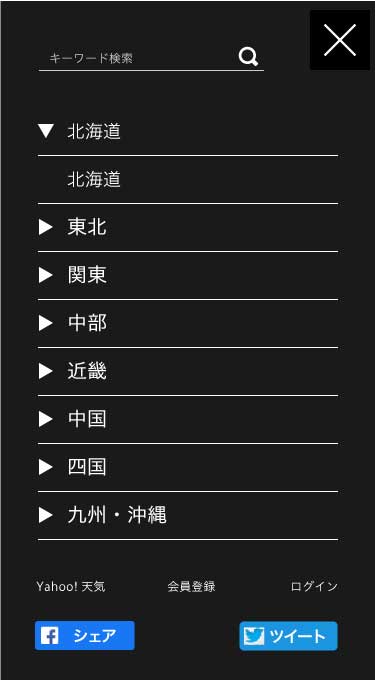 キーワード検索
北海道
北海道
東北
関東
中部
近畿
中国
四国
九州・沖縄
Yahoo! 天気 会員登録 ログイン
シェア ツイート